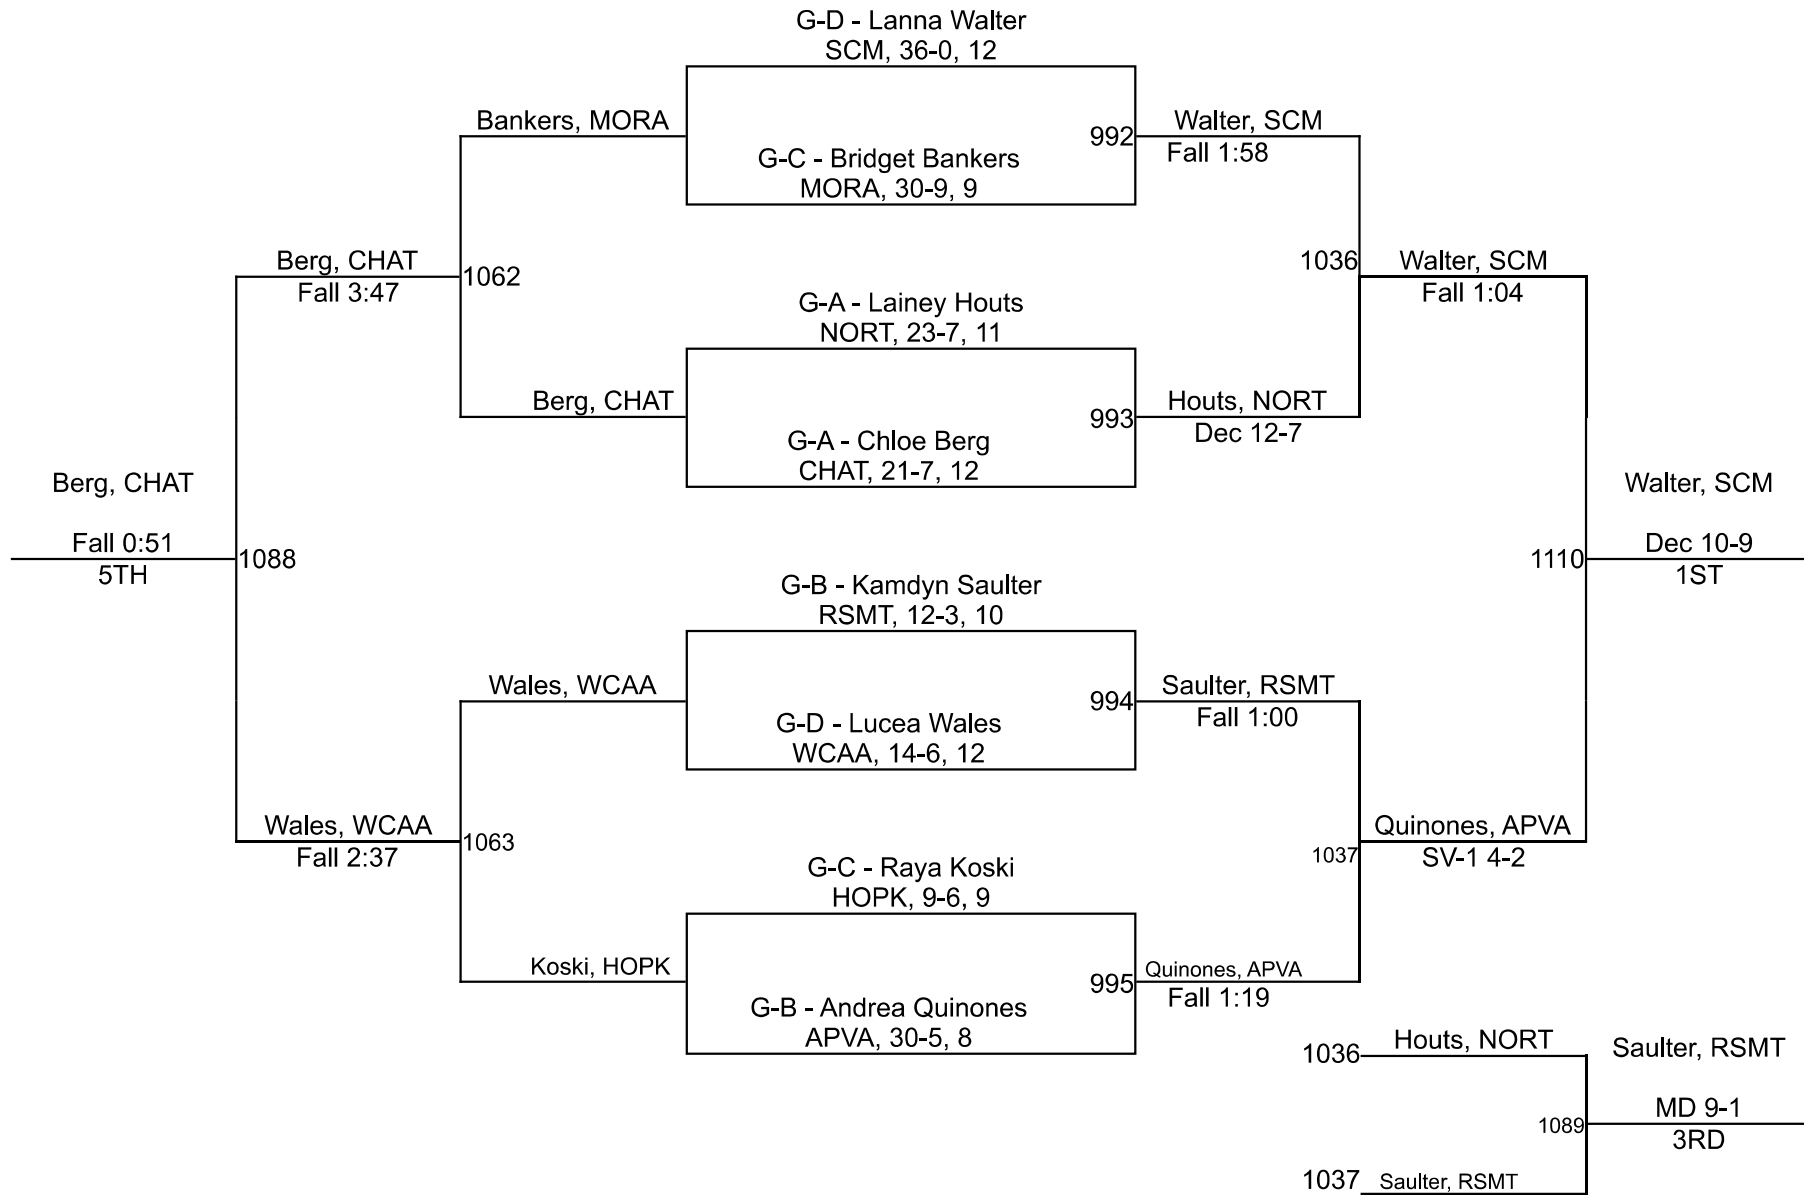 G-D - Lanna Walter
SCM, 36-0, 12
Bankers, MORA
992
Walter, SCM
Fall 1:58
G-C - Bridget Bankers
MORA, 30-9, 9
Berg, CHAT
Fall 3:47
1062
1036
Walter, SCM
Fall 1:04
G-A - Lainey Houts
NORT, 23-7, 11
Berg, CHAT
993
Houts, NORT
Dec 12-7
G-A - Chloe Berg
CHAT, 21-7, 12
Berg, CHAT
Fall 0:51
5TH
1088
Walter, SCM
1110
Dec 10-9
1ST
G-B - Kamdyn Saulter
RSMT, 12-3, 10
Wales, WCAA
994
Saulter, RSMT
Fall 1:00
G-D - Lucea Wales
WCAA, 14-6, 12
Wales, WCAA
Fall 2:37
1063
1037
Quinones, APVA
SV-1 4-2
G-C - Raya Koski
HOPK, 9-6, 9
Koski, HOPK
995
Quinones, APVA
Fall 1:19
G-B - Andrea Quinones
APVA, 30-5, 8
1036
Houts, NORT
Saulter, RSMT
1089
MD 9-1
3RD
1037
Saulter, RSMT